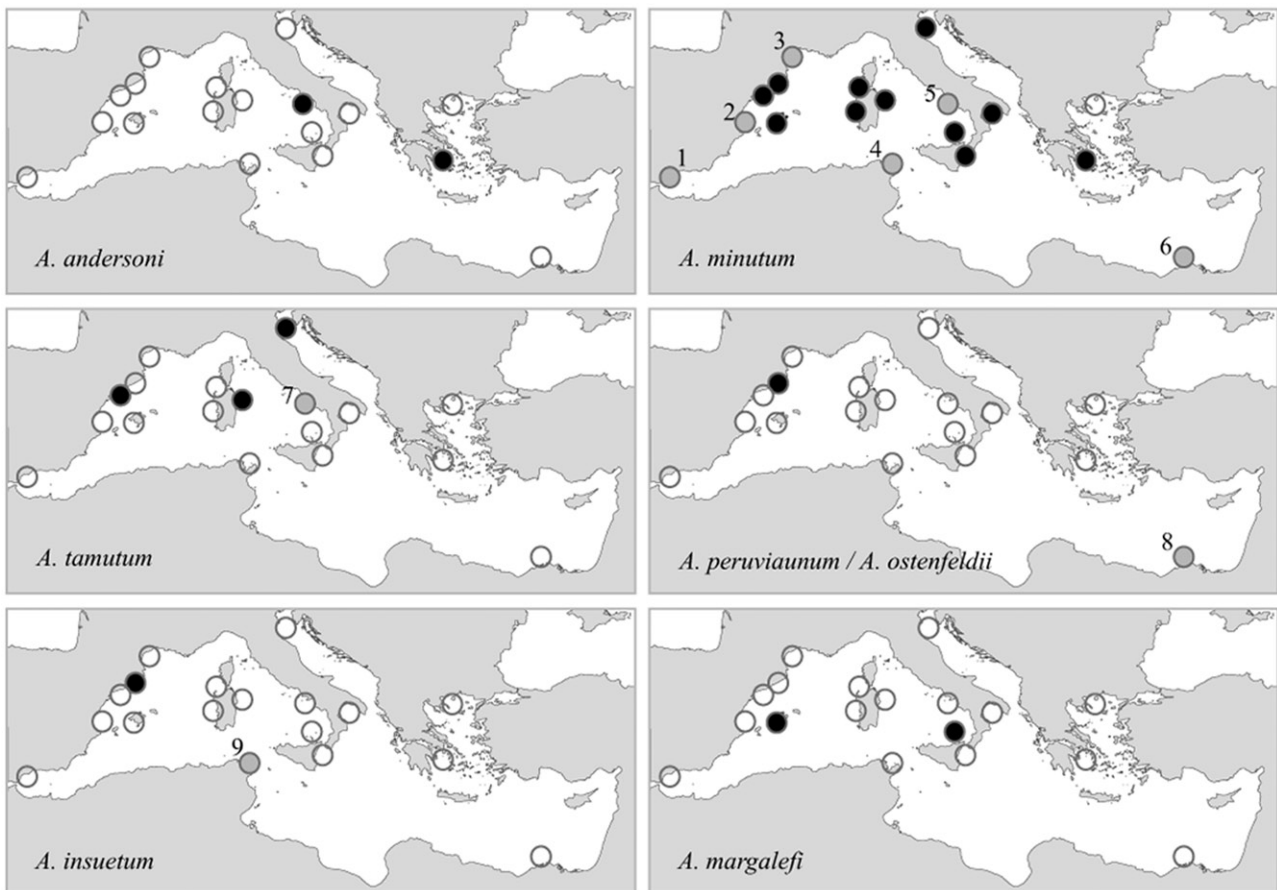 A. andersoni
1
2
3
4
5
6
A. minutum
7
A. tamutum
8
A. peruviaunum / A. ostenfeldii
9
A. insuetum
A. margalefi